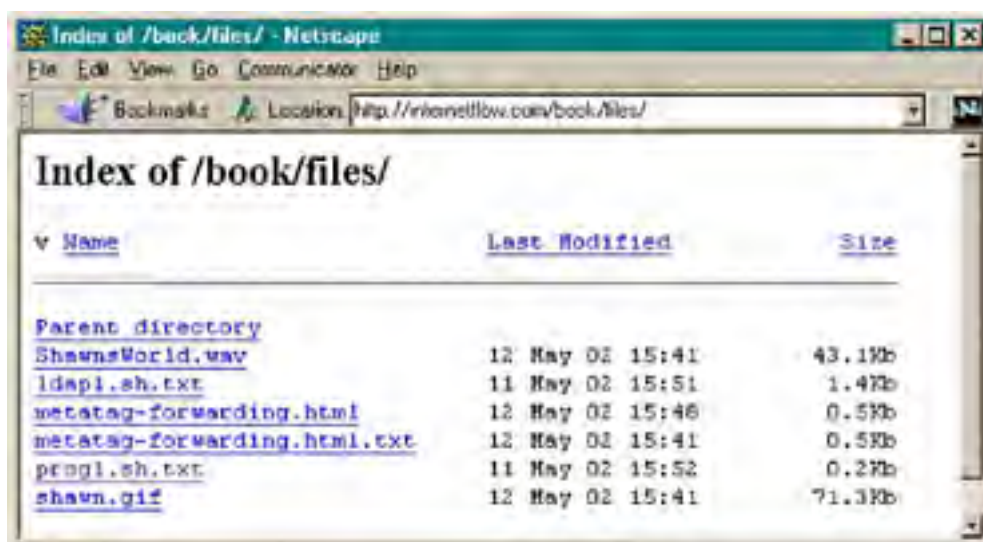 Index of /book/files/ - Netscape
File Edit View Go Communicator Help
Bookmarks Location: http://internetflow.com/book/files/
Index of /book/files/
Name Last Modified Size
Parent directory
ShawnsWorld.wav 12 May 02 15:41 43.1Kb
ldap1.sh.txt 11 May 02 15:51 1.4Kb
metatag-forwarding.html 12 May 02 15:48 0.5Kb
metatag-forwarding.html.txt 12 May 02 15:41 0.5Kb
prog1.sh.txt 11 May 02 15:52 0.2Kb
shawn.gif 12 May 02 15:41 71.3Kb